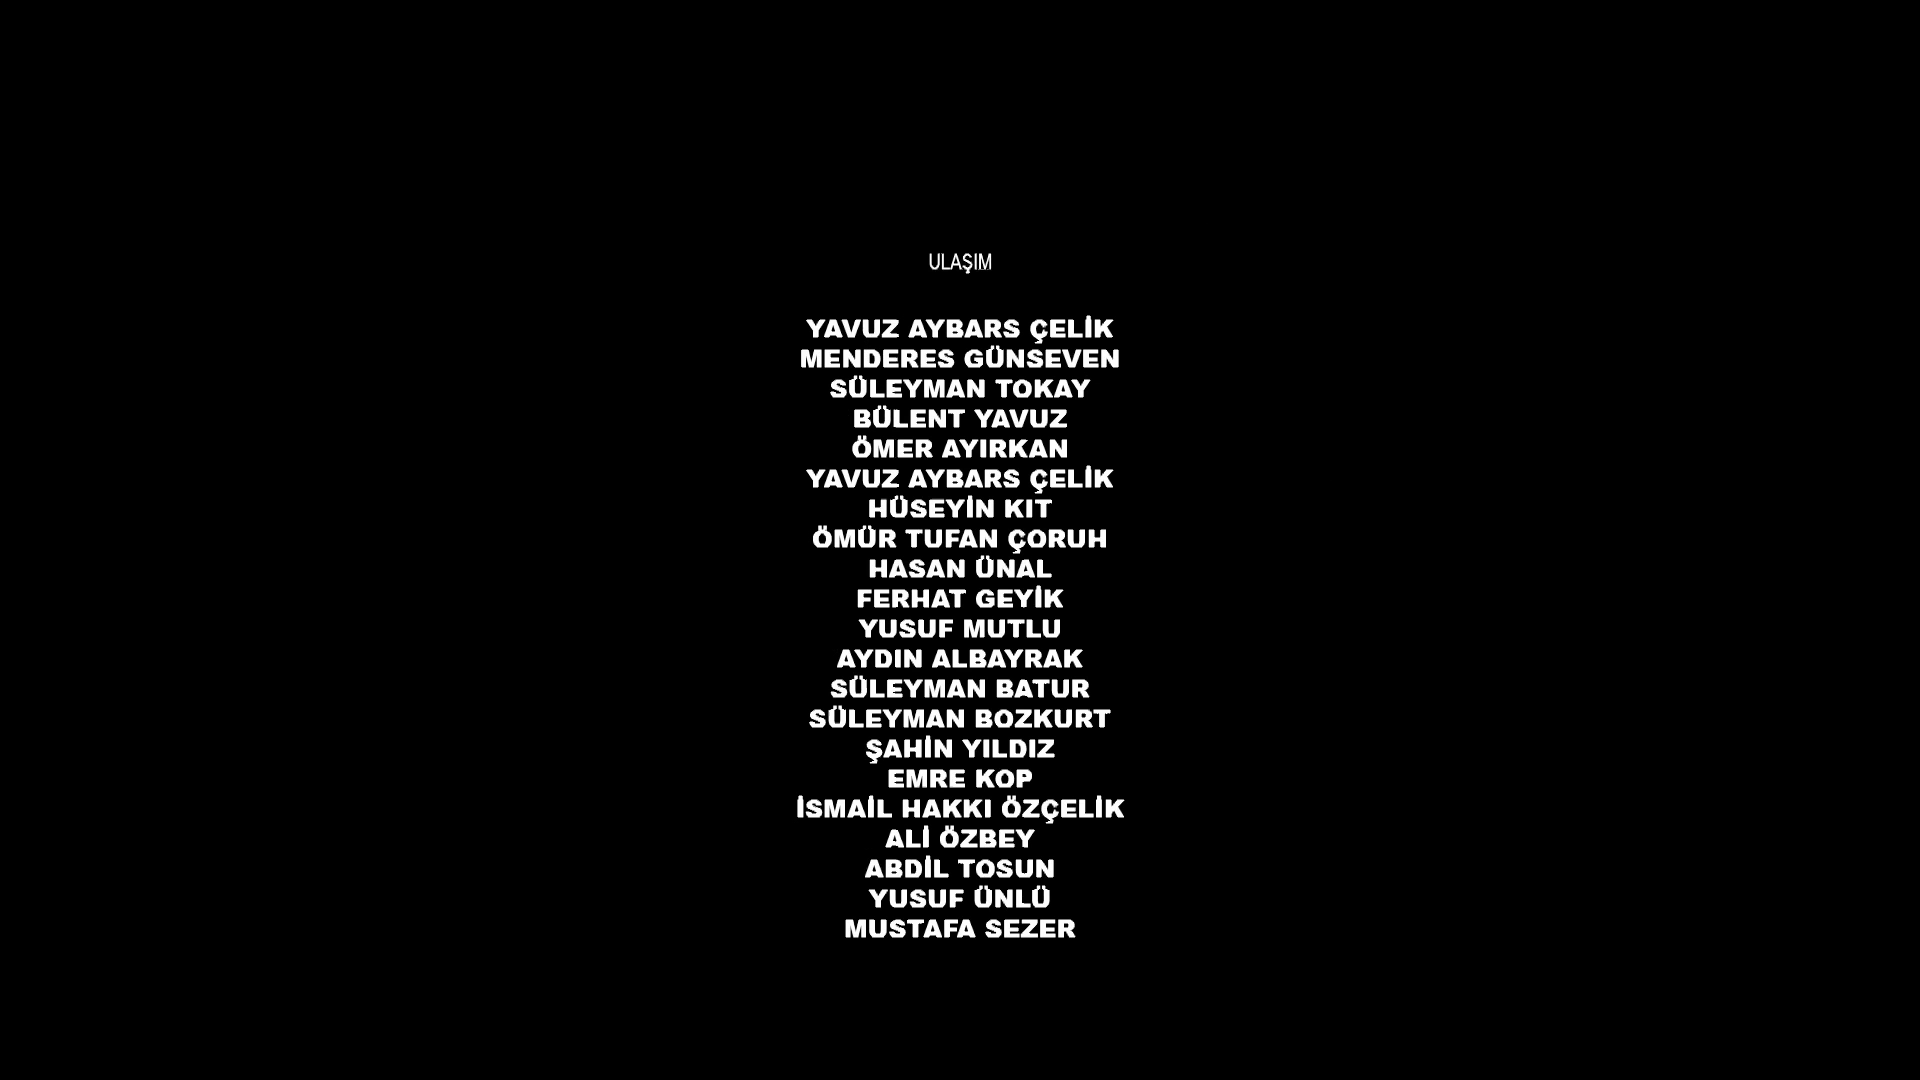 ULAŞIM
YAVUZ AYBARS ÇELİK
MENDERES GÜNSEVEN
SÜLEYMAN TOKAY
BÜLENT YAVUZ
ÖMER AYIRKAN
YAVUZ AYBARS ÇELİK
HÜSEYİN KIT
ÖMÜR TUFAN ÇORUH
HASAN ÜNAL
FERHAT GEYİK
YUSUF MUTLU
AYDIN ALBAYRAK
SÜLEYMAN BATUR
SÜLEYMAN BOZKURT
ŞAHİN YILDIZ
EMRE KOP
İSMAİL HAKKI ÖZÇELİK
ALİ ÖZBEY
ABDİL TOSUN
YUSUF ÜNLÜ
MUSTAFA SEZER